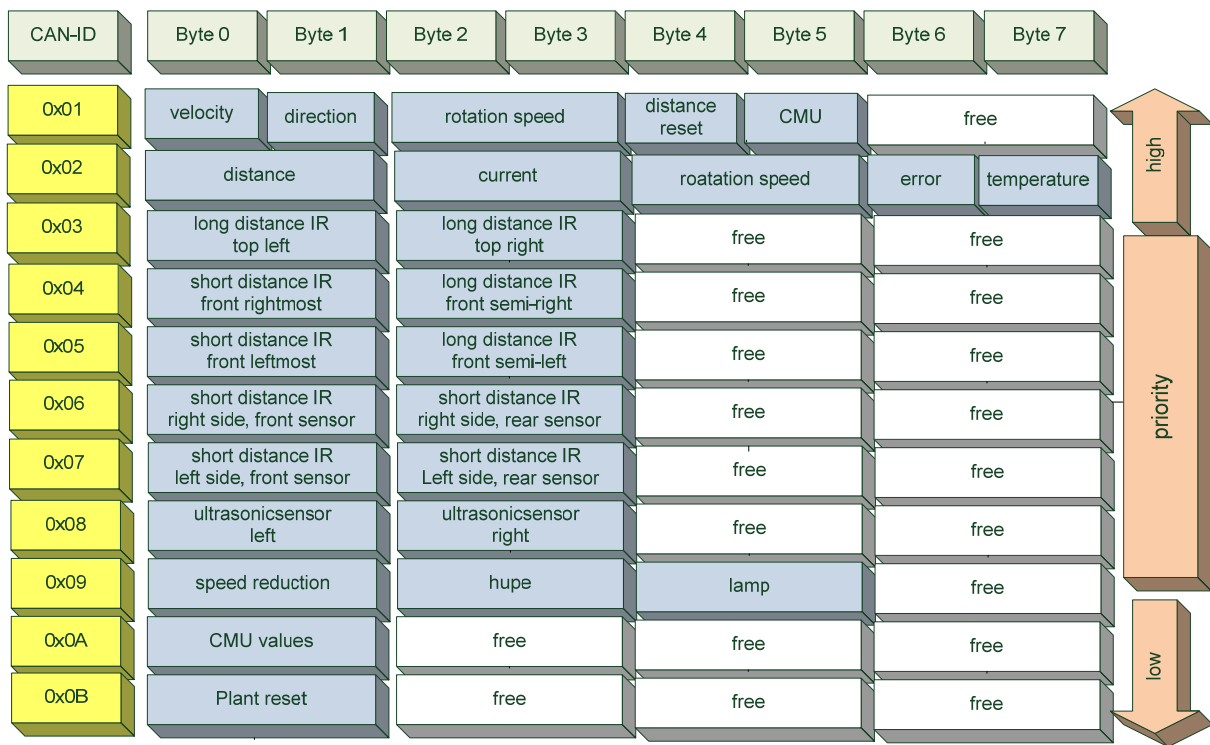 CAN-ID Byte 0 Byte 1 Byte 2 Byte 3 Byte 4 Byte 5 Byte 6 Byte 7
0x01 velocity direction rotation speed distance
reset CMU free
0x02 distance current roatation speed error temperature
0x03 long distance IR
top left long distance IR
top right free free
0x04 short distance IR
front rightmost long distance IR
front semi-right free free
0x05 short distance IR
front leftmost long distance IR
front semi-left free free
0x06 short distance IR
right side, front sensor short distance IR
right side, rear sensor free free
0x07 short distance IR
left side, front sensor short distance IR
Left side, rear sensor free free
0x08 ultrasonicsensor
left ultrasonicsensor
right free free
0x09 speed reduction hupe lamp free
0x0A CMU values free free free
0x0B Plant reset free free free
high
priority
low